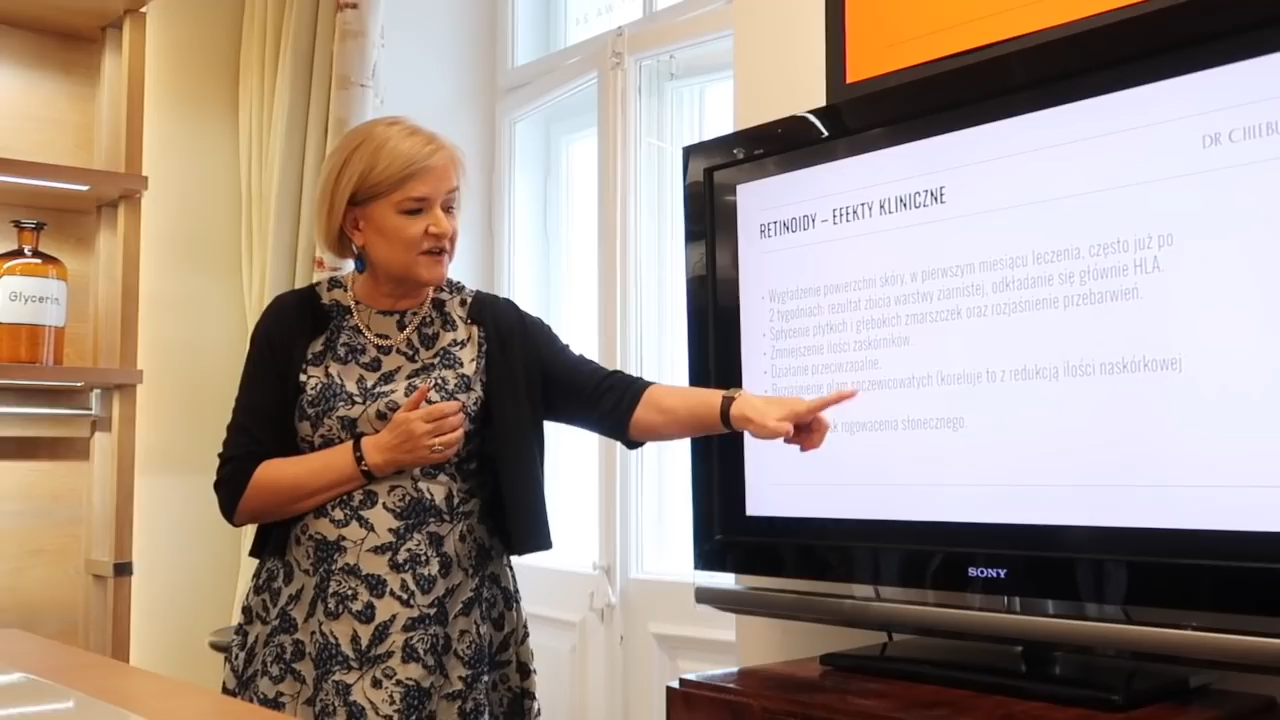 Glycerin.
DR CHLEB
RETINOIDY – EFEKTY KLINICZNE
• Wygładzenie powierzchni skóry, w pierwszym miesiącu leczenia, często już po
2 tygodniach: rezultat zbicia warstwy ziarnistej, odkładanie się głównie HLA.
• Spłycenie płytkich i głębokich zmarszczek oraz rozjaśnienie przebarwień.
• Zmniejszenie ilości zaskórników.
• Działanie przeciwzapalne.
• Rozjaśnienie plam soczewicowatych (koreluje to z redukcją ilości naskórkowej
rogowacenia słonecznego.
SONY